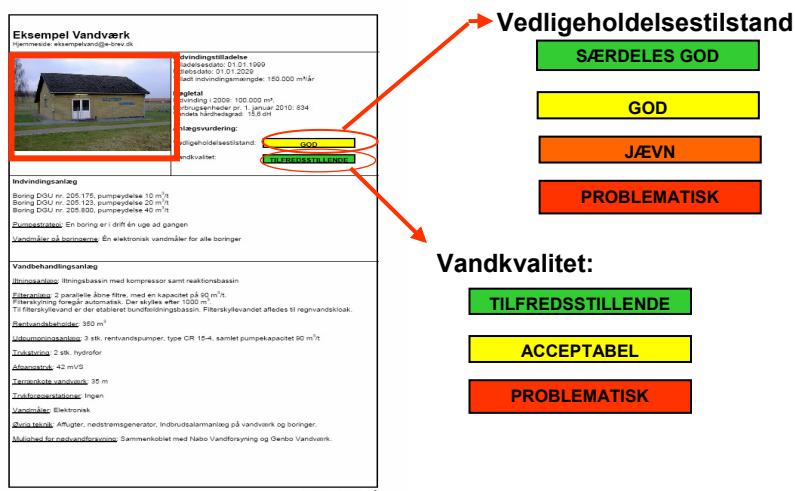 Eksempel Vandværk
Hjemmeside: eksempelvand@e-brev.dk
Indvindingstilladelse
Tilladelsesdato: 01.01.1999
Udløbsdato: 01.01.2029
Tilladt indvindingsmængde: 150.000 m³/år
Nøgletal
Indvinding i 2009: 100.000 m³.
Forbrugsenheder pr. 1. januar 2010: 834
Vandets hårdhedsgrad: 15,6 dH
Anlægsvurdering:
Vedligeholdelsestilstand: GOD
Vandkvalitet: TILFREDSSTILLENDE
Indvindingsanlæg
Boring DGU nr. 205.175, pumpeydelse 10 m³/t
Boring DGU nr. 205.123, pumpeydelse 20 m³/t
Boring DGU nr. 205.800, pumpeydelse 40 m³/t
Pumpestrategi: En boring er i drift én uge ad gangen
Vandmåler på boringerne: Én elektronisk vandmåler for alle boringer
Vandbehandlingsanlæg
Iltningsanlæg: Iltningsbassin med kompressor samt reaktionsbassin
Filteranlæg: 2 parallelle åbne filtre, med en kapacitet på 90 m³/t.
Filterskylning foregår automatisk. Der skylles efter 1000 m³.
Til filterskyllevand er der etableret bundfældningsbassin. Filterskyllevandet afledes til regnvandskloak.
Rentvandsbeholder: 350 m³
Udpumpningsanlæg: 3 stk. rentvandspumper, type CR 15-4, samlet pumpekapacitet 90 m³/t
Trykstyring: 2 stk. hydrofor
Afgangstryk: 42 mVS
Terrænkote vandværk: 35 m
Trykforøgerstationer: Ingen
Vandmåler: Elektronisk
Øvrig teknik: Affugter, nødstrømsgenerator, Indbrudsalarmanlæg på vandværk og boringer.
Mulighed for nødvandforsyning: Sammenkoblet med Nabo Vandforsyning og Genbo Vandværk.
Vedligeholdelsestilstand
SÆRDELES GOD
GOD
JÆVN
PROBLEMATISK
Vandkvalitet:
TILFREDSSTILLENDE
ACCEPTABEL
PROBLEMATISK